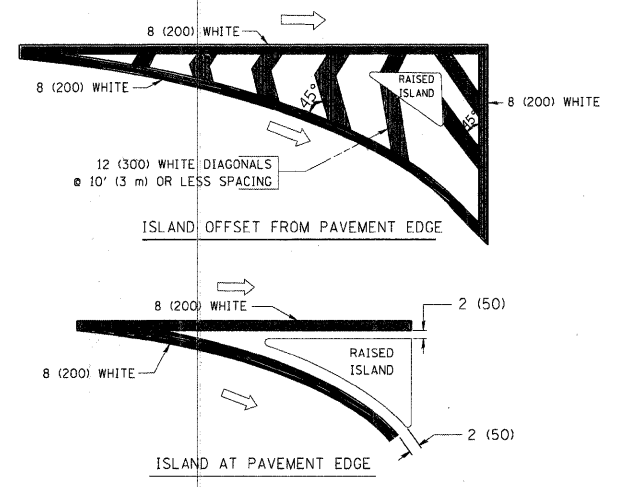 8 (200) WHITE
8 (200) WHITE
RAISED
ISLAND
8 (200) WHITE
45°
45°
12 (300) WHITE DIAGONALS
@ 10' (3 m) OR LESS SPACING
ISLAND OFFSET FROM PAVEMENT EDGE
8 (200) WHITE
2 (50)
RAISED
ISLAND
8 (200) WHITE
2 (50)
ISLAND AT PAVEMENT EDGE